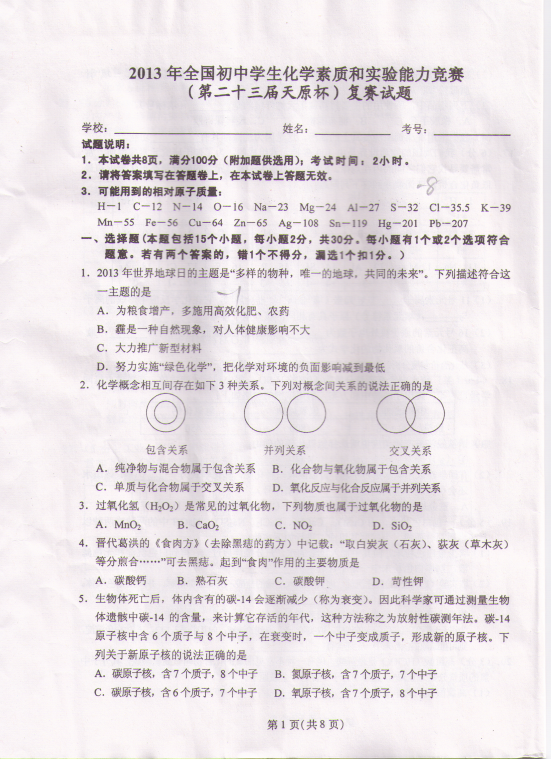 2013 年全国初中学生化学素质和实验能力竞赛
（第二十三届天原杯）复赛试题
学校：　姓名：　考号：
试题说明：
1．本试卷共8页，满分100分（附加题供选用）；考试时间：2小时。
2．请将答案填写在答题卷上，在本试卷上答题无效。
-8
3．可能用到的相对原子质量：
H－1 C－12 N－14 O－16 Na－23 Mg－24 Al－27 S－32 Cl－35.5 K－39
Mn－55 Fe－56 Cu－64 Zn－65 Ag－108 Sn－119 Hg－201 Pb－207
一、选择题(本题包括15个小题，每小题2分，共30分。每小题有1个或2个选项符合
题意。若有两个答案的，错1个不得分，漏选1个扣1分。）
1．2013 年世界地球日的主题是“多样的物种，唯一的地球，共同的未来”。下列描述符合这
一主题的是
-1
A．为粮食增产，多施用高效化肥、农药
B．霾是一种自然现象，对人体健康影响不大
C．大力推广新型材料
D．努力实施“绿色化学”，把化学对环境的负面影响减到最低
2．化学概念相互间存在如下 3 种关系。下列对概念间关系的说法正确的是
包含关系 并列关系 交叉关系
A．纯净物与混合物属于包含关系 B．化合物与氧化物属于包含关系
C．单质与化合物属于交叉关系 D．氧化反应与化合反应属于并列关系
3．过氧化氢（H₂O₂）是常见的过氧化物，下列物质也属于过氧化物的是
A．MnO₂ B．CaO₂ C．NO₂ D．SiO₂
4．晋代葛洪的《食肉方》（去除黑痣的药方）中记载：“取白炭灰（石灰）、荻灰（草木灰）
等分煎合……”可去黑痣。起到“食肉”作用的主要物质是
A．碳酸钙 B．熟石灰 C．碳酸钾 D．苛性钾
5．生物体死亡后，体内含有的碳-14 会逐渐减少（称为衰变）。因此科学家可通过测量生物
体遗骸中碳-14 的含量，来计算它存活的年代，这种方法称之为放射性碳测年法。碳-14
原子核中含 6 个质子与 8 个中子，在衰变时，一个中子变成质子，形成新的原子核。下
列关于新原子核的说法正确的是
A．碳原子核，含7个质子，8个中子 B．氮原子核，含7个质子，7个中子
C．碳原子核，含6个质子，7个中子 D．氧原子核，含7个质子，8个中子
第 1 页(共 8 页)